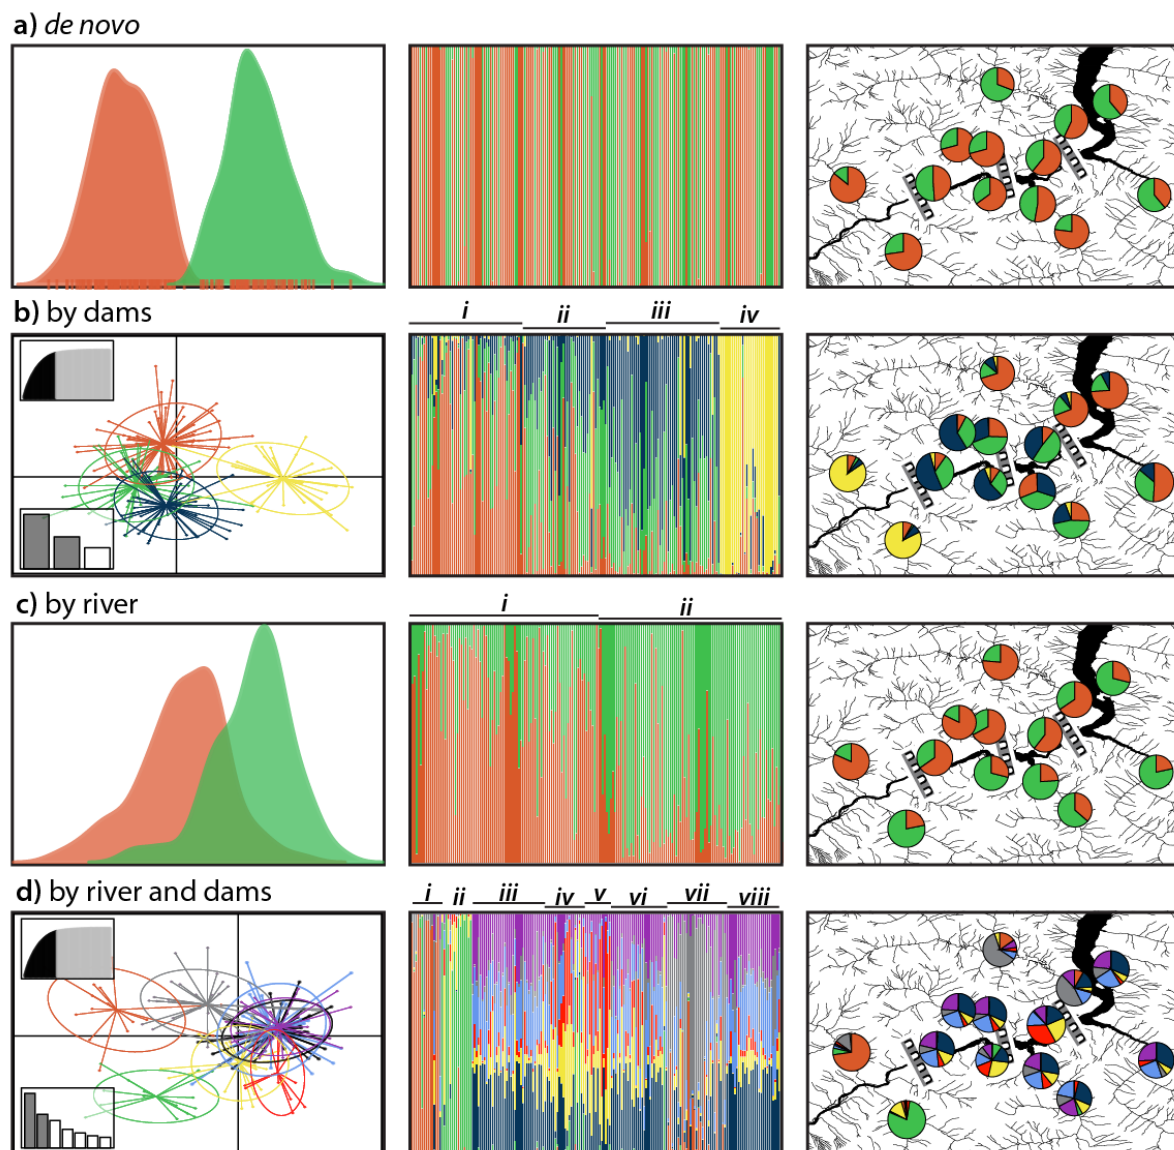 a) de novo
b) by dams
i ii iii iv
c) by river
i ii
d) by river and dams
i ii iii iv v vi vii viii